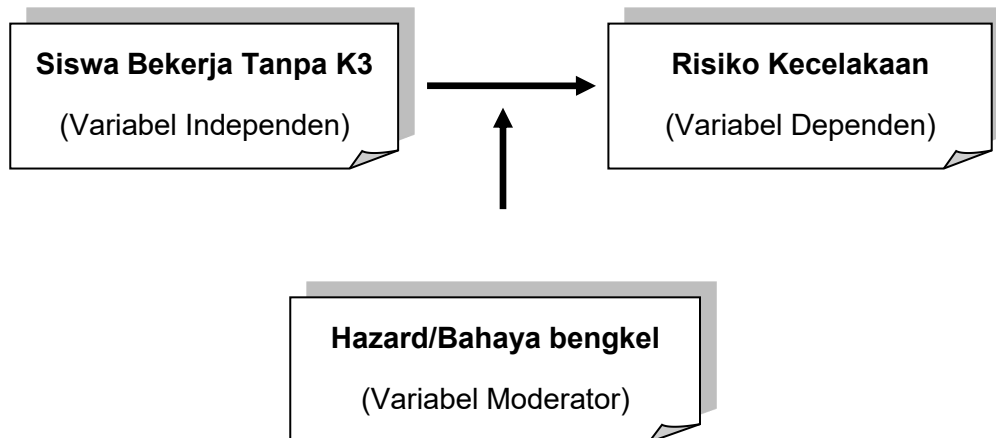 Siswa Bekerja Tanpa K3
(Variabel Independen)
Risiko Kecelakaan
(Variabel Dependen)
Hazard/Bahaya bengkel
(Variabel Moderator)